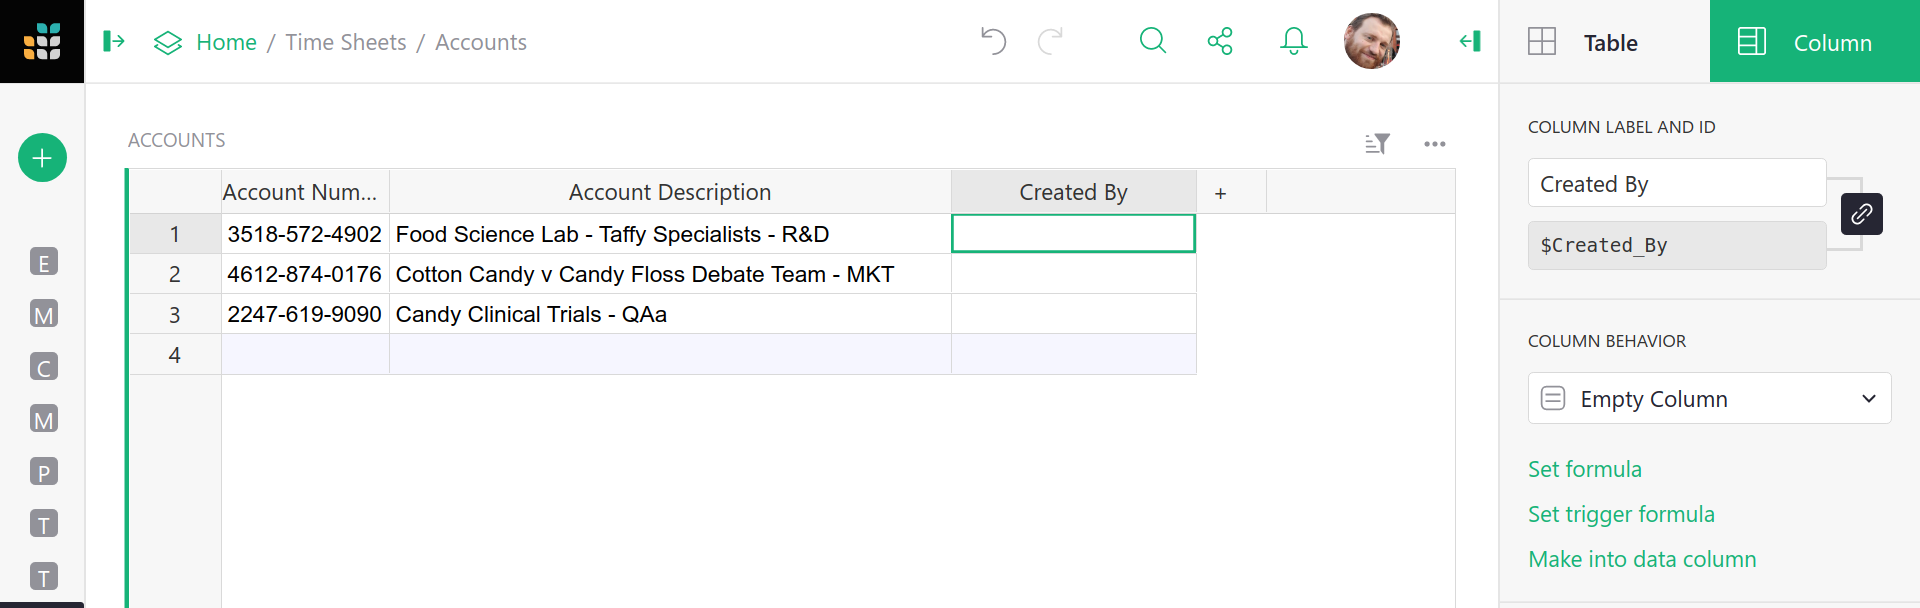 Home / Time Sheets / Accounts
Table
Column
ACCOUNTS
Account Num... Account Description Created By +
1 3518-572-4902 Food Science Lab - Taffy Specialists - R&D
2 4612-874-0176 Cotton Candy v Candy Floss Debate Team - MKT
3 2247-619-9090 Candy Clinical Trials - QAa
4
E
M
C
M
P
T
T
COLUMN LABEL AND ID
Created By
$Created_By
COLUMN BEHAVIOR
Empty Column
Set formula
Set trigger formula
Make into data column